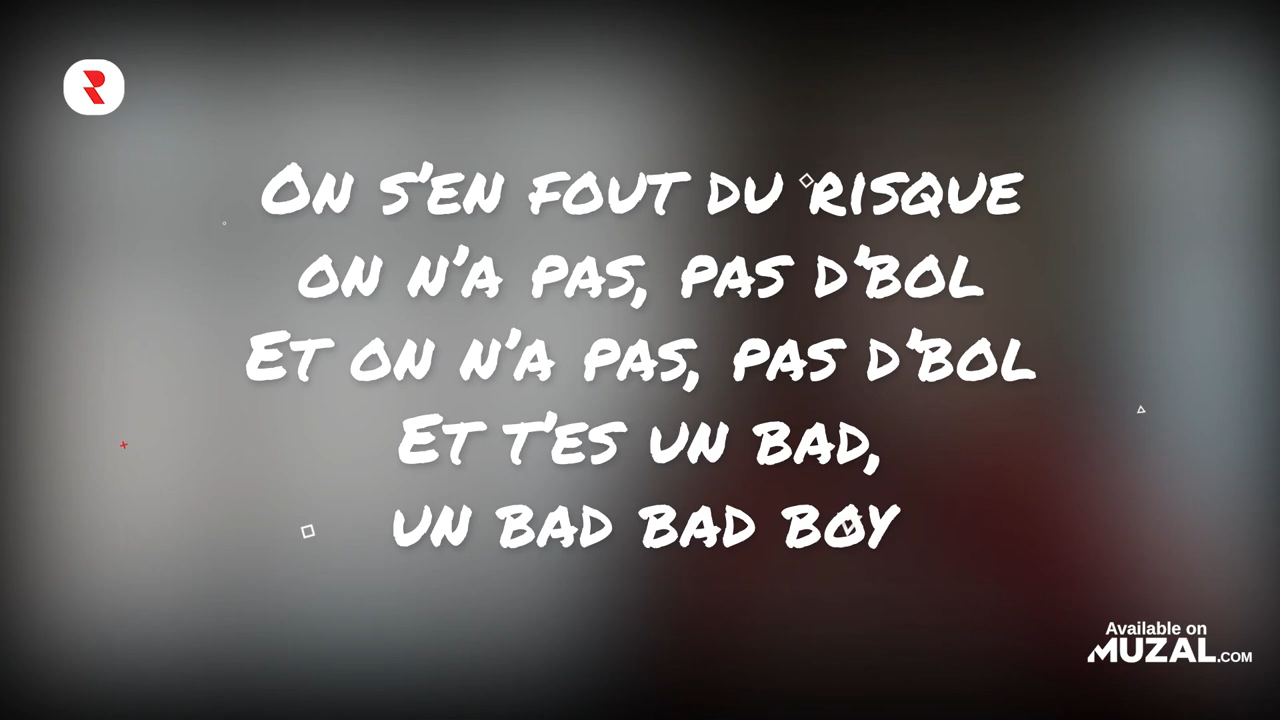 On s'en fout du risque
on n'a pas, pas d'bol
Et on n'a pas, pas d'bol
Et t'es un bad,
un bad bad boy
Available on
MUZAL.COM